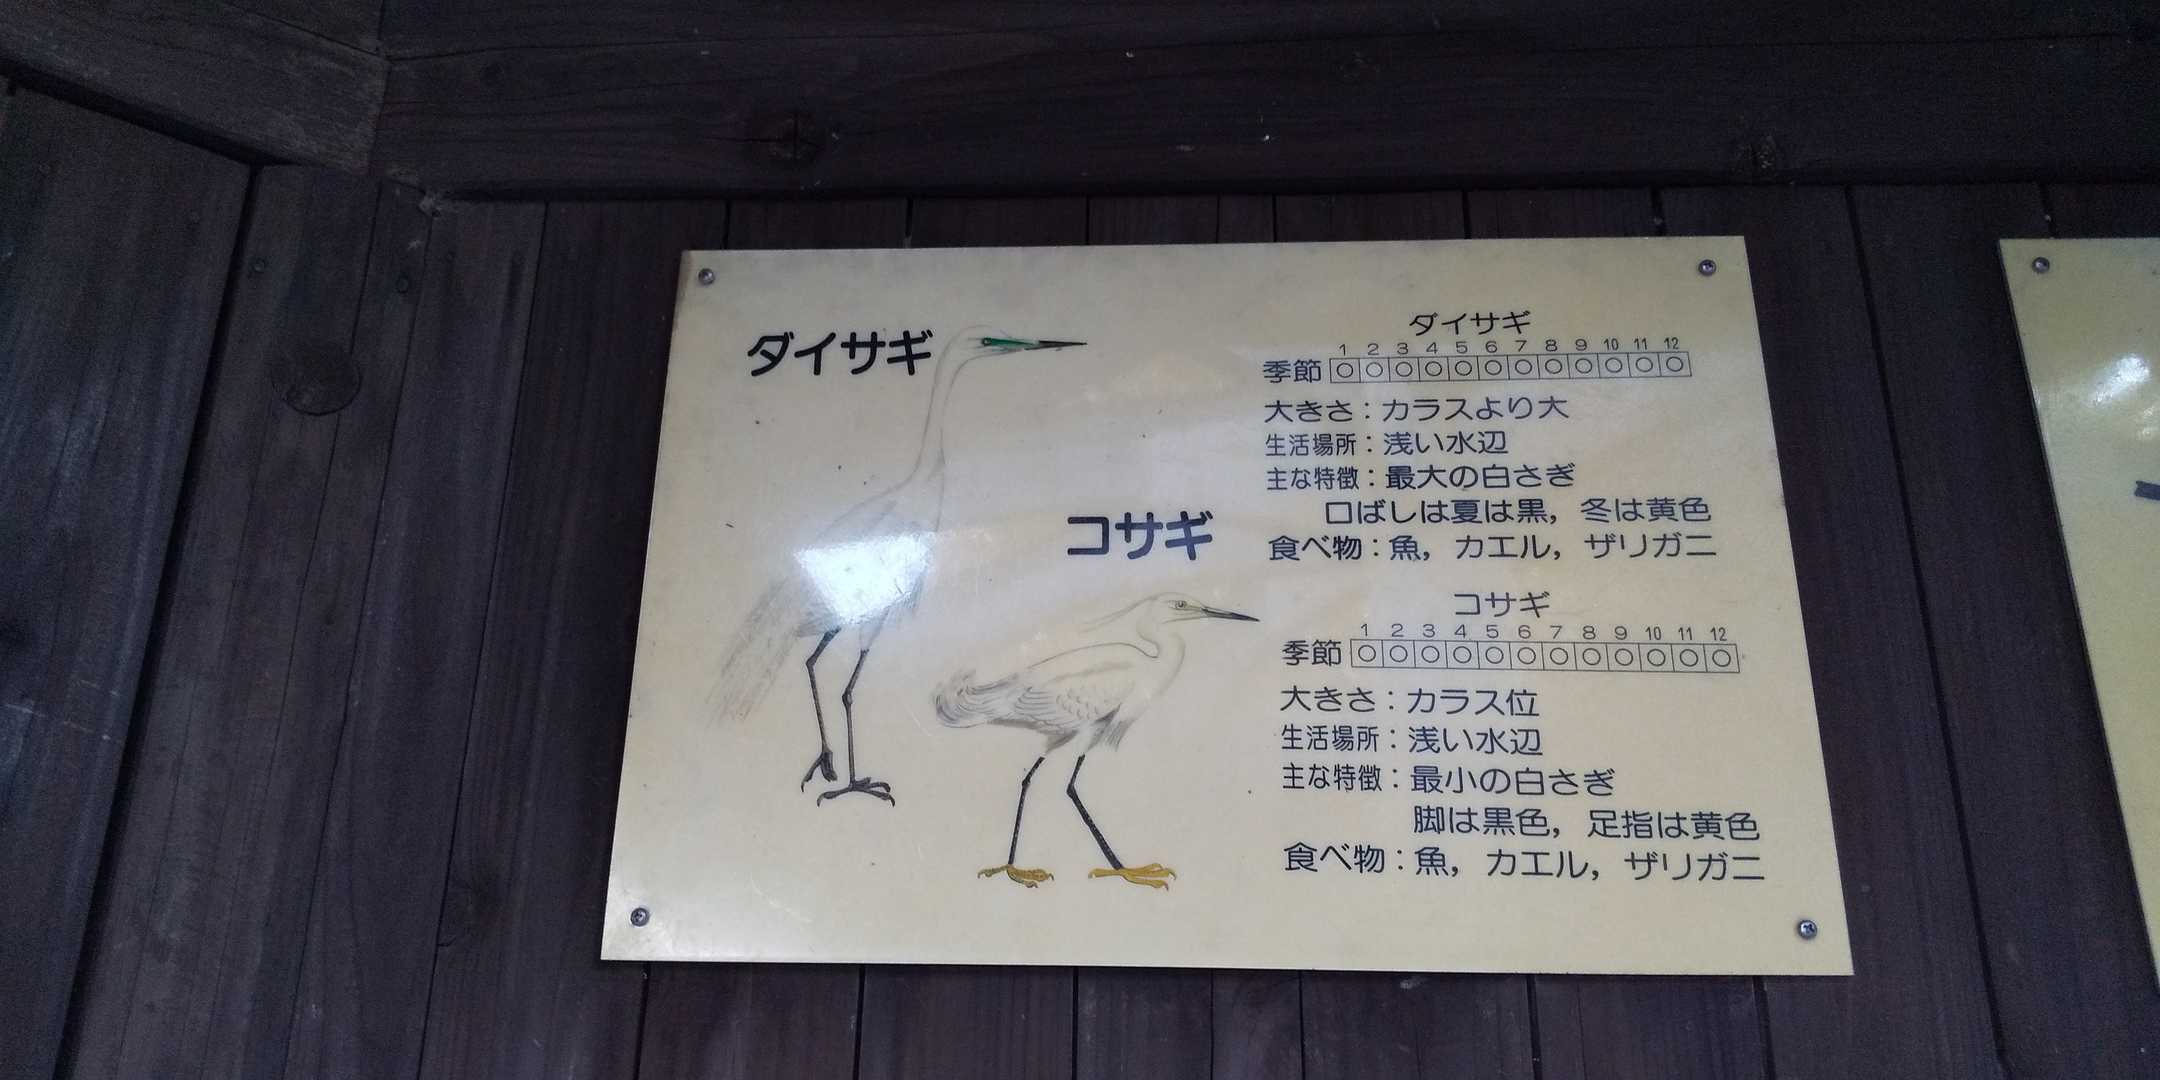 ダイサギ
コサギ
ダイサギ
1 2 3 4 5 6 7 8 9 10 11 12
季節 ○ ○ ○ ○ ○ ○ ○ ○ ○ ○ ○ ○
大きさ：カラスより大
生活場所：浅い水辺
主な特徴：最大の白さぎ
口ばしは夏は黒，冬は黄色
食べ物：魚，カエル，ザリガニ
コサギ
1 2 3 4 5 6 7 8 9 10 11 12
季節 ○ ○ ○ ○ ○ ○ ○ ○ ○ ○ ○ ○
大きさ：カラス位
生活場所：浅い水辺
主な特徴：最小の白さぎ
脚は黒色，足指は黄色
食べ物：魚，カエル，ザリガニ